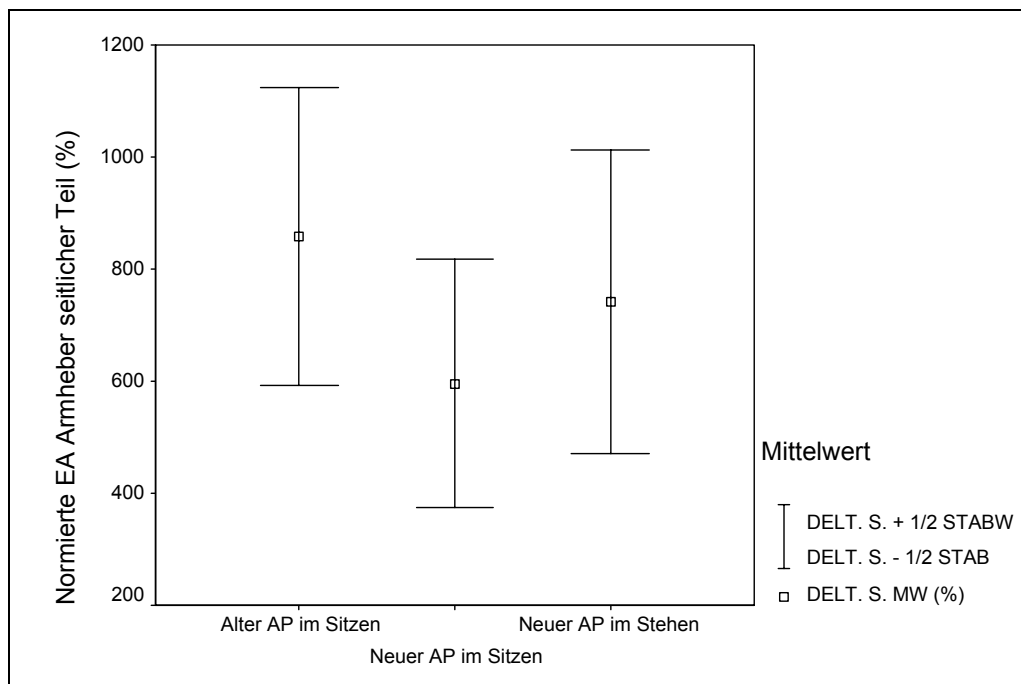 Normierte EA Armheber seitlicher Teil (%)
1200
1000
800
600
400
200
Alter AP im Sitzen
Neuer AP im Sitzen
Neuer AP im Stehen
Mittelwert
DELT. S. + 1/2 STABW
DELT. S. - 1/2 STAB
DELT. S. MW (%)